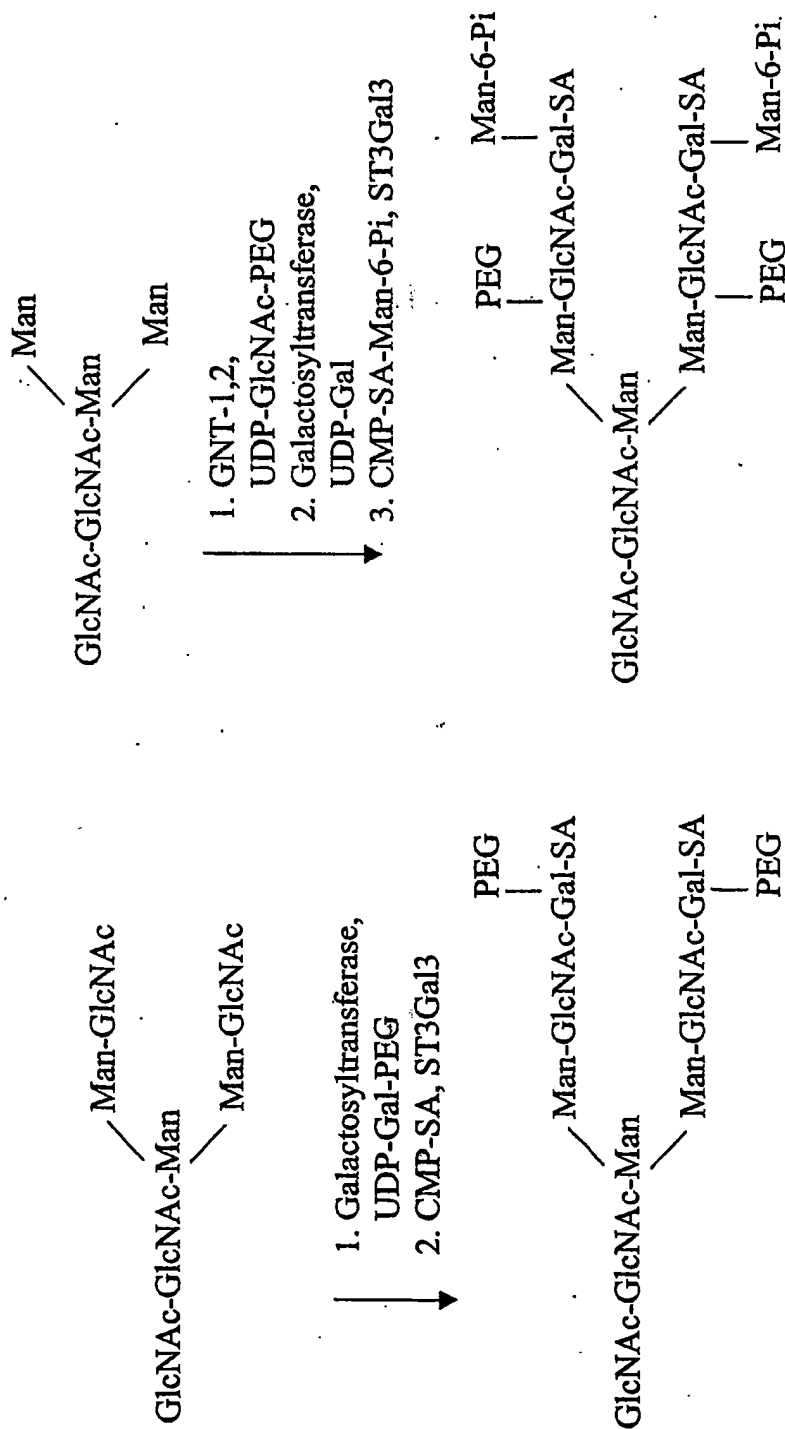 Man-GlcNAc
GlcNAc-GlcNAc-Man
Man-GlcNAc
1. Galactosyltransferase,
UDP-Gal-PEG
2. CMP-SA, ST3Gal3
PEG
Man-GlcNAc-Gal-SA
GlcNAc-GlcNAc-Man
Man-GlcNAc-Gal-SA
PEG
Man
GlcNAc-GlcNAc-Man
Man
1. GNT-1,2,
UDP-GlcNAc-PEG
2. Galactosyltransferase,
UDP-Gal
3. CMP-SA-Man-6-Pi, ST3Gal3
PEG Man-6-Pi
Man-GlcNAc-Gal-SA
GlcNAc-GlcNAc-Man
Man-GlcNAc-Gal-SA
PEG Man-6-Pi